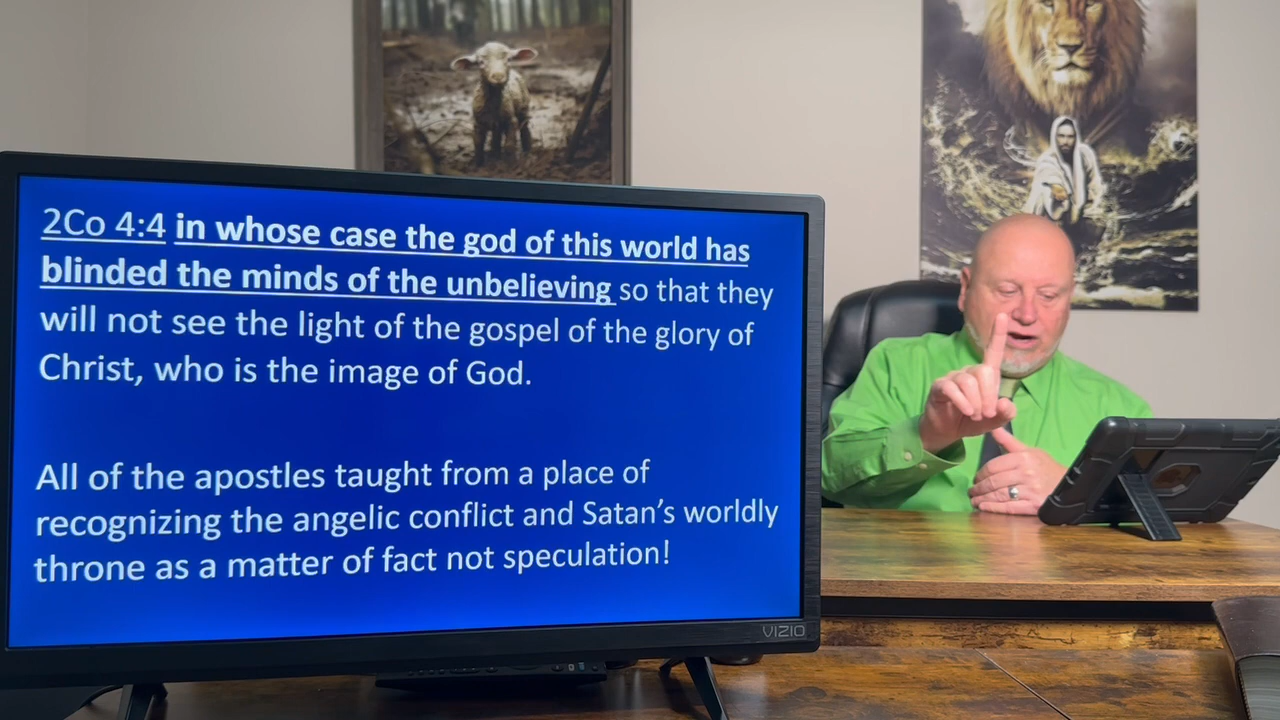 2Co 4:4 in whose case the god of this world has
blinded the minds of the unbelieving so that they
will not see the light of the gospel of the glory of
Christ, who is the image of God.
All of the apostles taught from a place of
recognizing the angelic conflict and Satan's worldly
throne as a matter of fact not speculation!
VIZIO